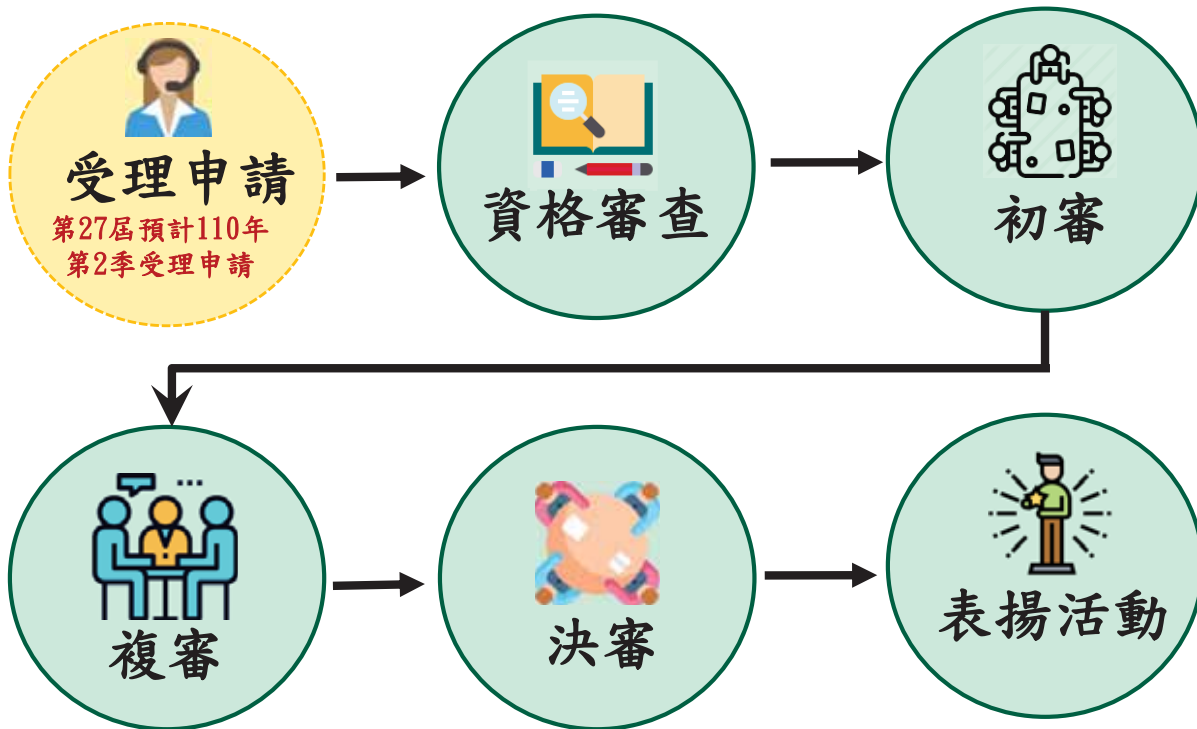 受理申請
第27屆預計110年
第2季受理申請
資格審查
初審
複審
決審
表揚活動